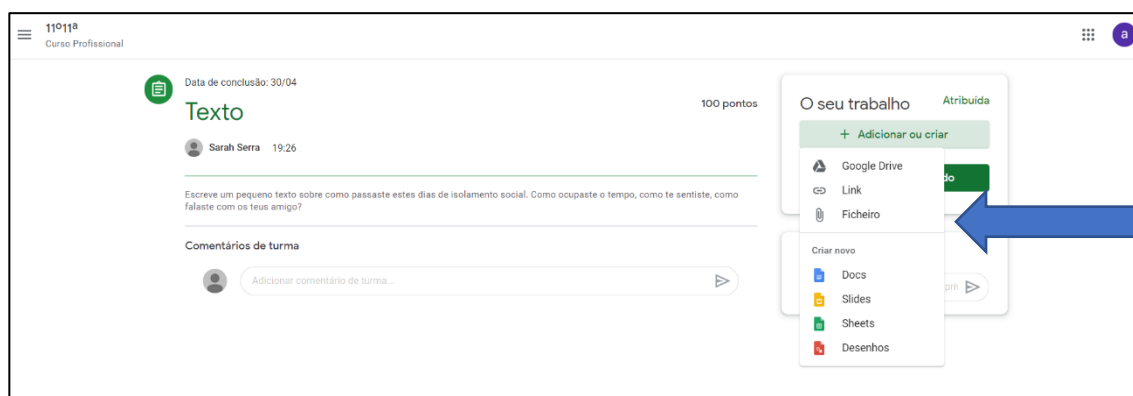 11º11ª
Curso Profissional
a
Data de conclusão: 30/04
Texto
100 pontos
Sarah Serra 19:26
Escreve um pequeno texto sobre como passaste estes dias de isolamento social. Como ocupaste o tempo, como te sentiste, como
falaste com os teus amigo?
Comentários de turma
Adicionar comentário de turma...
O seu trabalho
Atribuída
+ Adicionar ou criar
do
Google Drive
Link
Ficheiro
Criar novo
Docs
Slides
Sheets
Desenhos